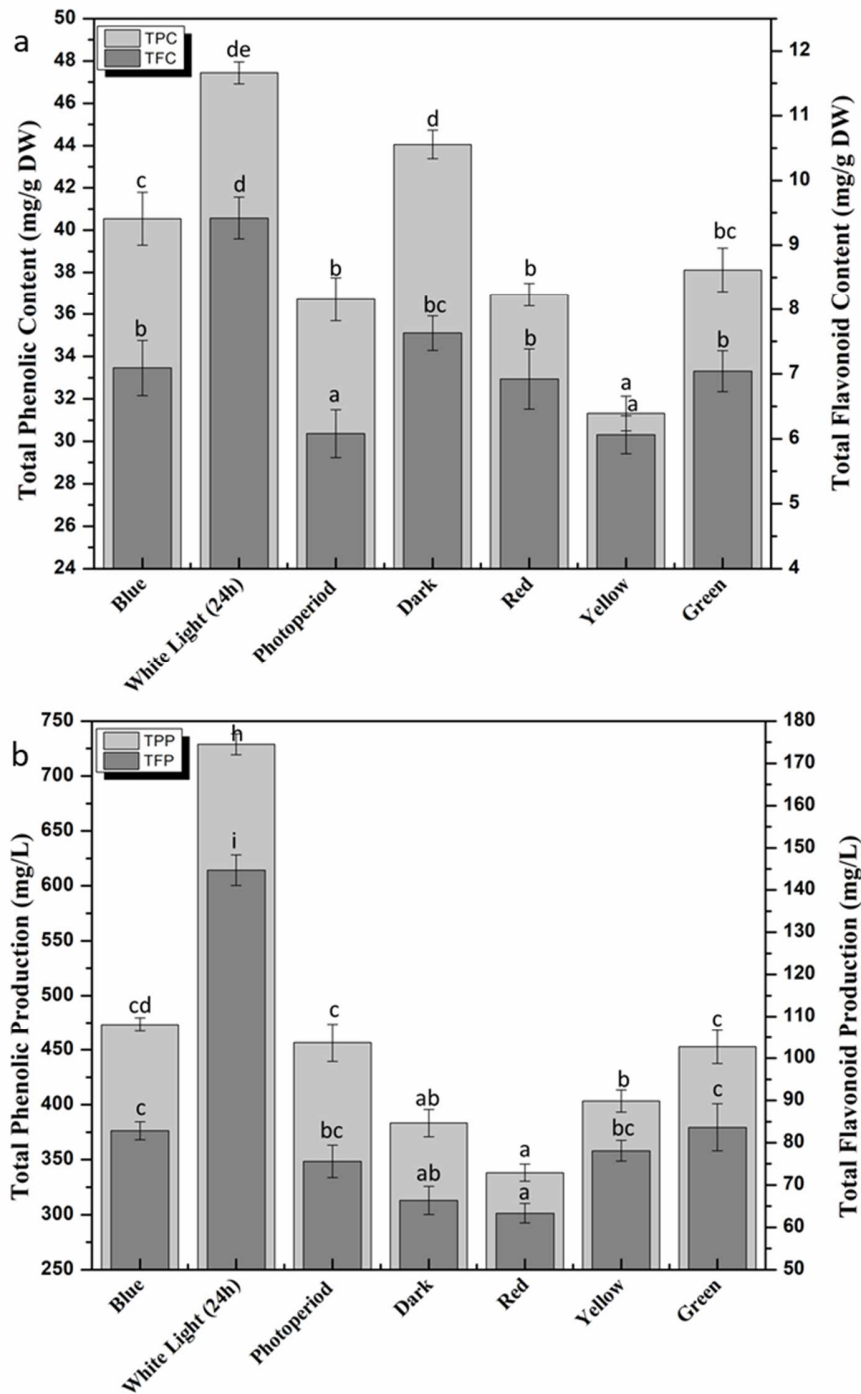 a
TPC
TFC
Total Phenolic Content (mg/g DW)
50
48
46
44
42
40
38
36
34
32
30
28
26
24
Total Flavonoid Content (mg/g DW)
12
11
10
9
8
7
6
5
4
c
b
de
d
b
a
d
bc
b
b
a
a
bc
b
Blue
White Light (24h)
Photoperiod
Dark
Red
Yellow
Green
b
TPP
TFP
Total Phenolic Production (mg/L)
750
700
650
600
550
500
450
400
350
300
250
Total Flavonoid Production (mg/L)
180
170
160
150
140
130
120
110
100
90
80
70
60
50
cd
c
h
i
c
bc
ab
ab
a
a
b
bc
c
c
Blue
White Light (24h)
Photoperiod
Dark
Red
Yellow
Green